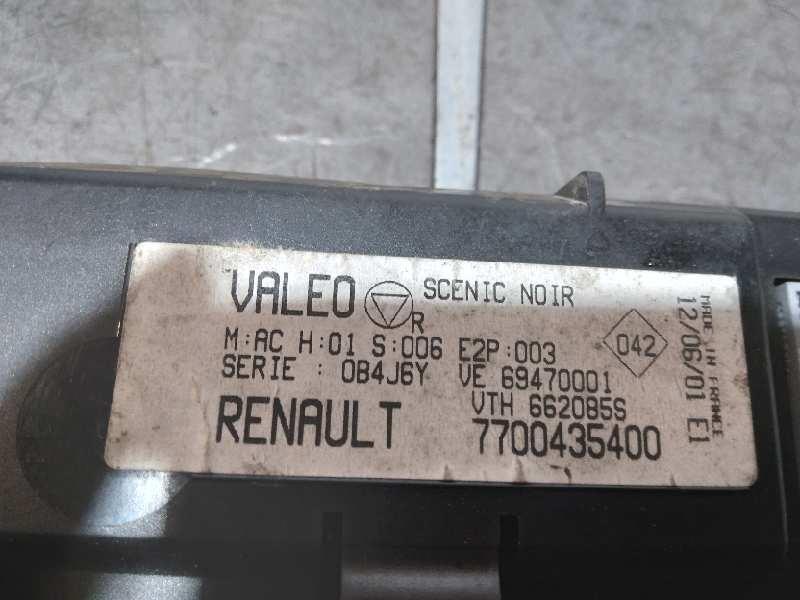 VALEO R SCENIC NOIR
M:AC H:01 S:006 E2P:003
042
SERIE : 0B4J6Y VE 69470001
VTH 662085S
RENAULT 7700435400
MADE IN FRANCE
12/06/01 E1